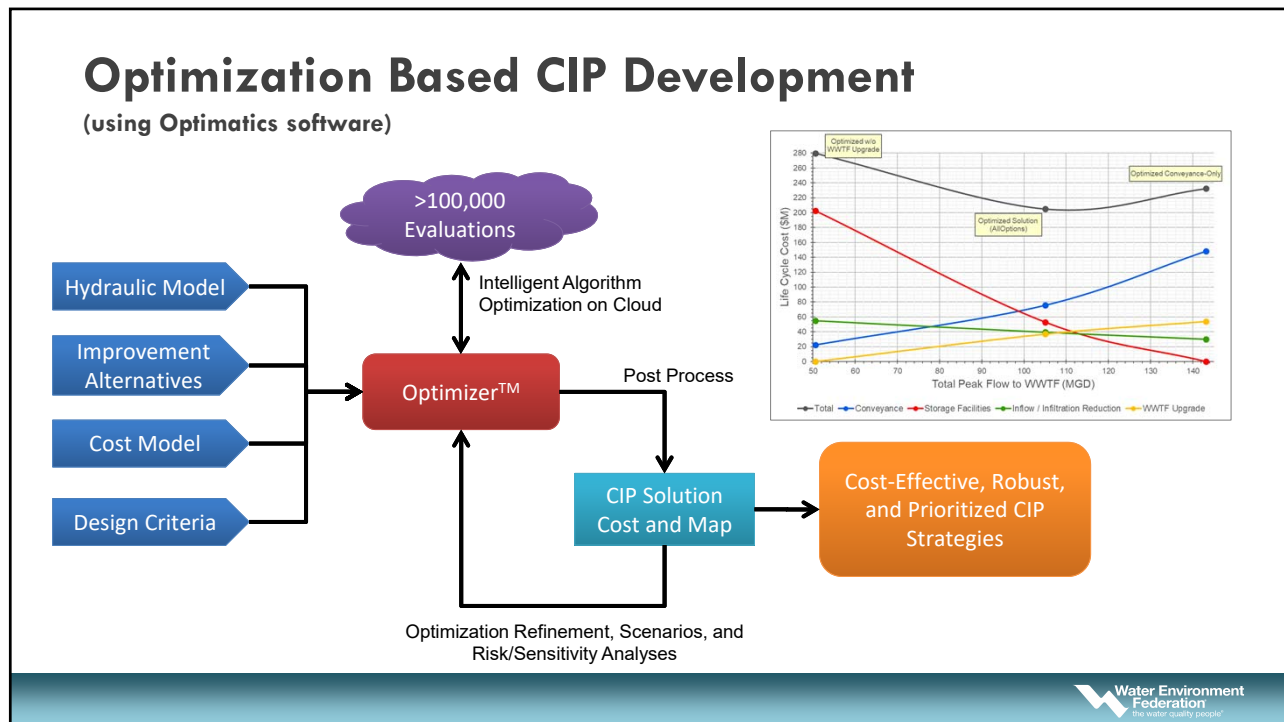 Optimization Based CIP Development
(using Optimatics software)
>100,000
Evaluations
Intelligent Algorithm
Optimization on Cloud
Hydraulic Model
Improvement
Alternatives
Cost Model
Design Criteria
Optimizer™
Post Process
CIP Solution
Cost and Map
Cost-Effective, Robust,
and Prioritized CIP
Strategies
Optimization Refinement, Scenarios, and
Risk/Sensitivity Analyses
Optimized w/o
WWTF Upgrade
Optimized Solution
(AllOptions)
Optimized Conveyance-Only
Life Cycle Cost ($M)
280
260
240
220
200
180
160
140
120
100
80
60
40
20
0
50 60 70 80 90 100 110 120 130 140
Total Peak Flow to WWTF (MGD)
Total Conveyance Storage Facilities Inflow / Infiltration Reduction WWTF Upgrade
Water Environment
Federation®
the water quality people®